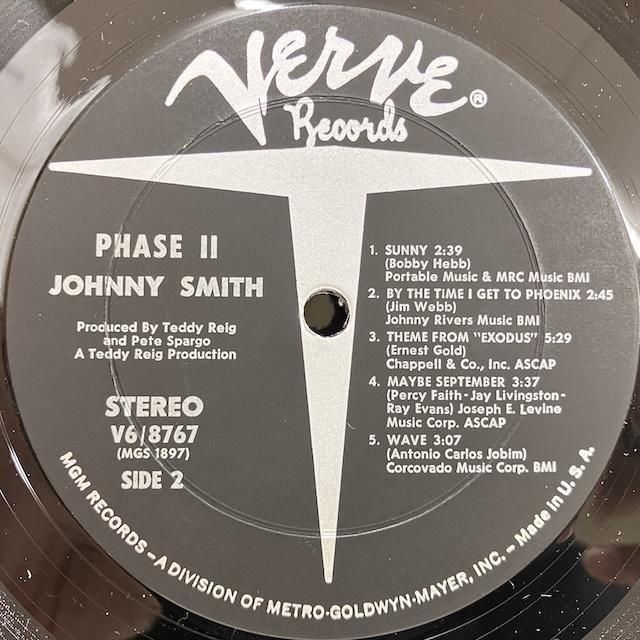 VERVE®
Records
PHASE II
JOHNNY SMITH
Produced By Teddy Reig
and Pete Spargo
A Teddy Reig Production
STEREO
V6/8767
(MGS 1897)
SIDE 2
1. SUNNY 2:39
(Bobby Hebb)
Portable Music & MRC Music BMI
2. BY THE TIME I GET TO PHOENIX 2:45
(Jim Webb)
Johnny Rivers Music BMI
3. THEME FROM "EXODUS" 5:29
(Ernest Gold)
Chappell & Co., Inc. ASCAP
4. MAYBE SEPTEMBER 3:37
(Percy Faith-Jay Livingston-
Ray Evans) Joseph E. Levine
Music Corp. ASCAP
5. WAVE 3:07
(Antonio Carlos Jobim)
Corcovado Music Corp. BMI
MGM RECORDS – A DIVISION OF METRO-GOLDWYN-MAYER, INC. – Made in U.S.A.